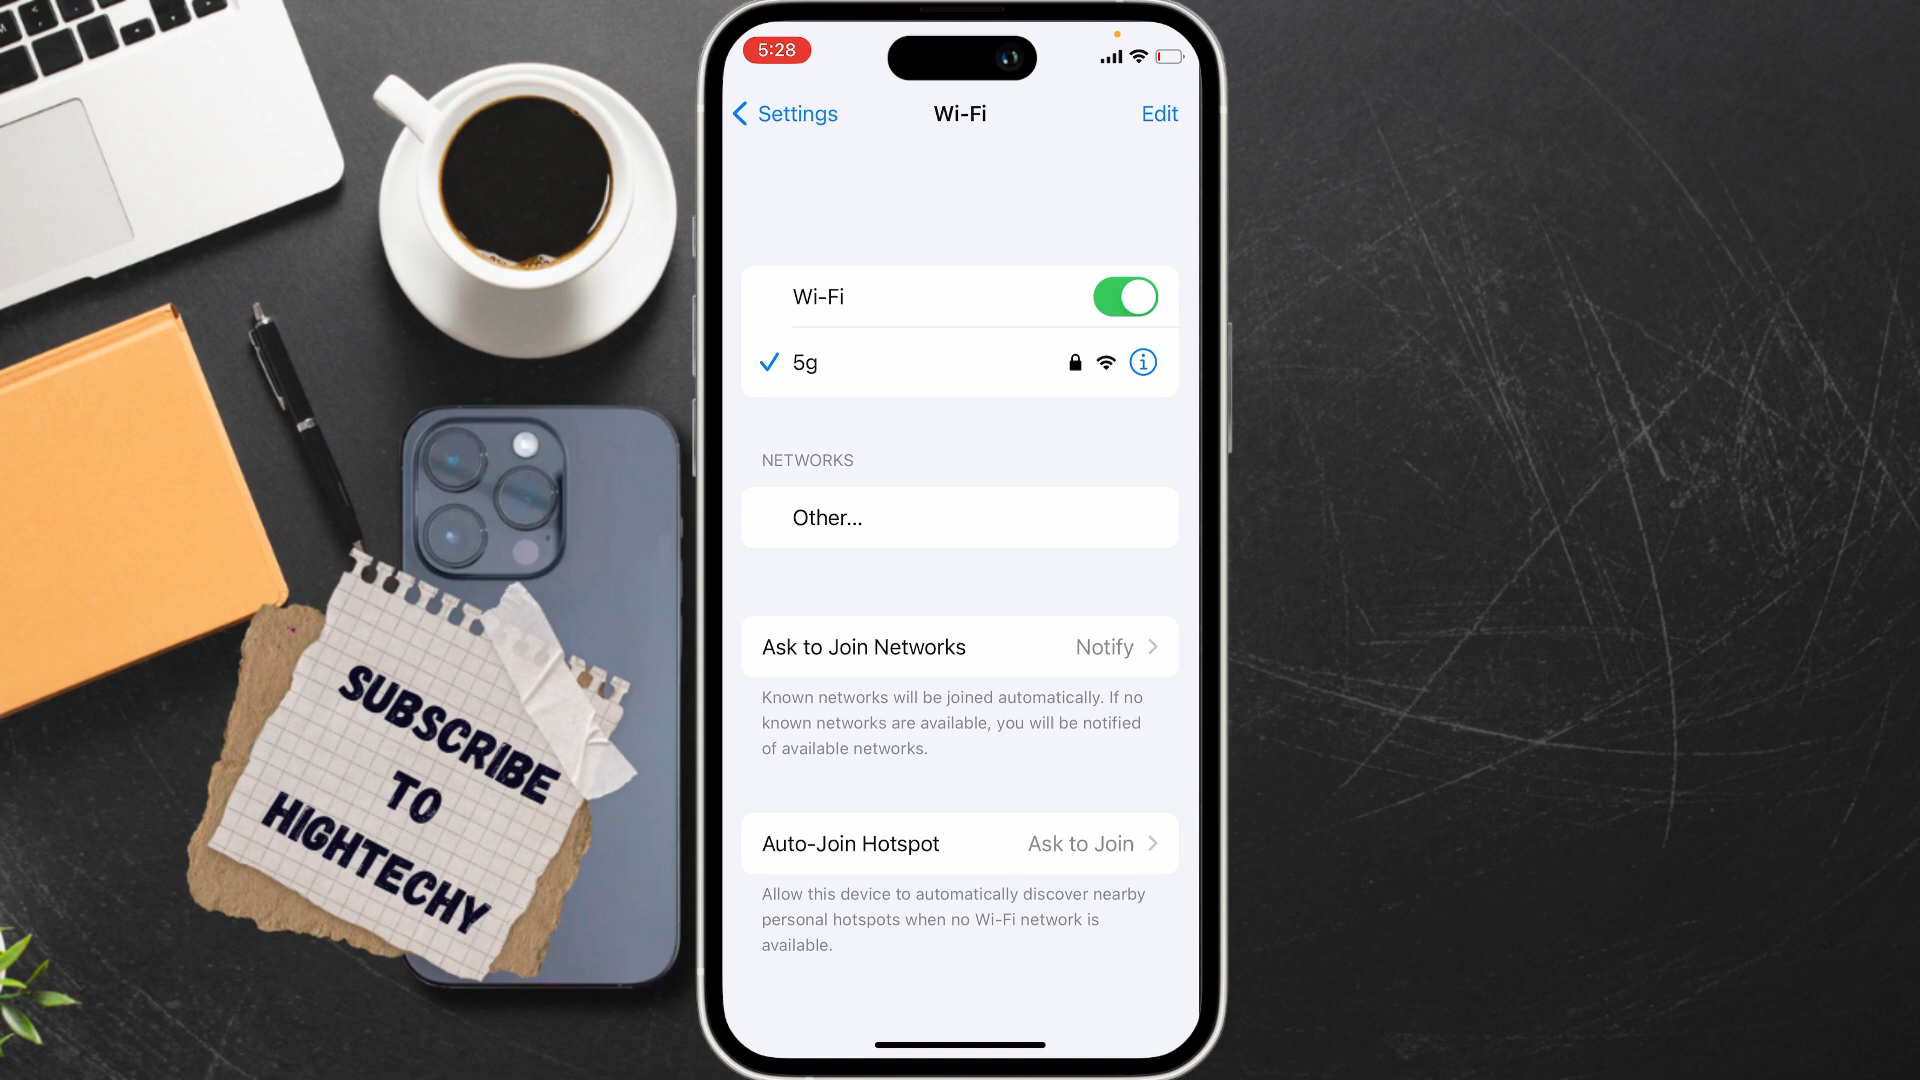 5:28
Settings
Wi-Fi
Edit
Wi-Fi
5g
NETWORKS
Other...
Ask to Join Networks
Notify
Known networks will be joined automatically. If no
known networks are available, you will be notified
of available networks.
Auto-Join Hotspot
Ask to Join
Allow this device to automatically discover nearby
personal hotspots when no Wi-Fi network is
available.
SUBSCRIBE
TO
HIGHTECHY